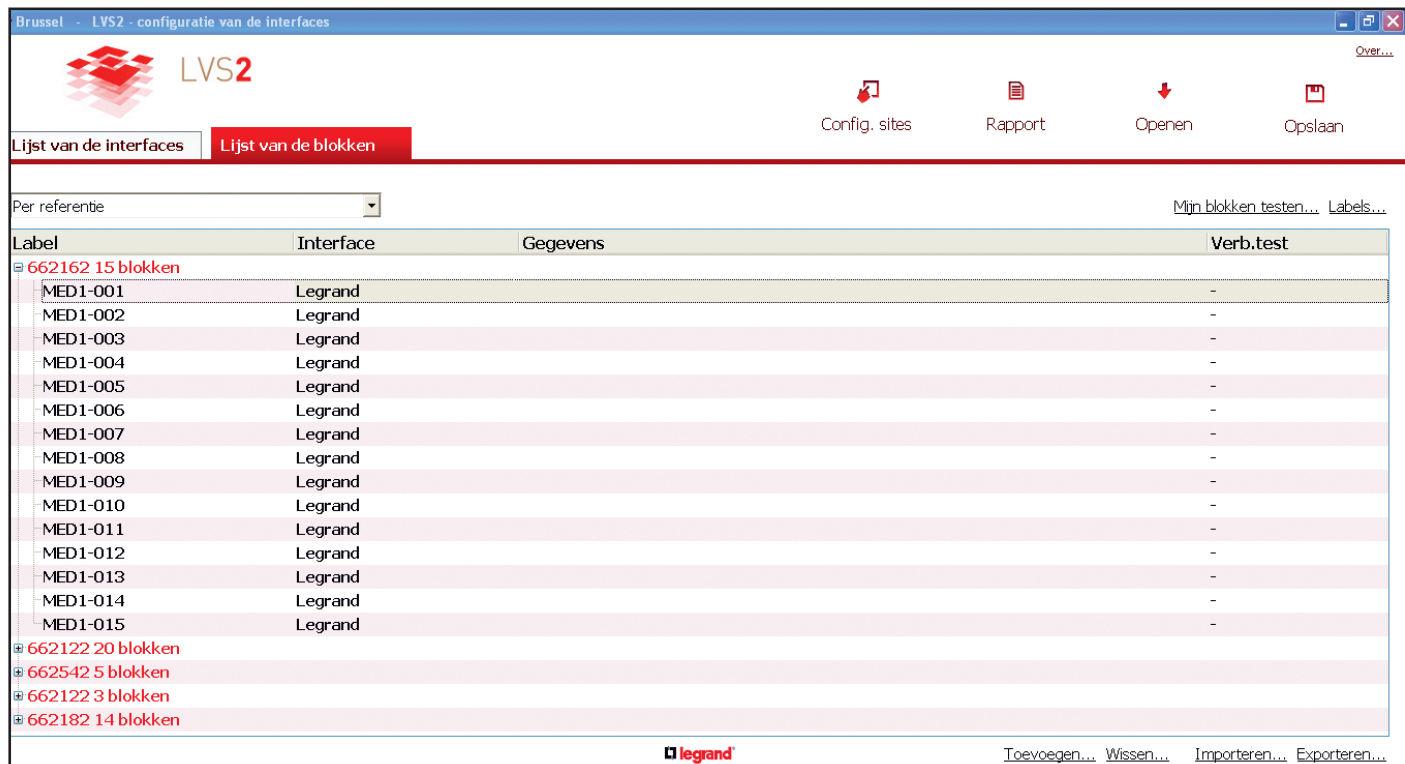 Brussel - LVS2 - configuratie van de interfaces
Over...
LVS2
Config. sites Rapport Openen Opslaan
Lijst van de interfaces Lijst van de blokken
Per referentie Mijn blokken testen... Labels...
Label Interface Gegevens Verb.test
662162 15 blokken
MED1-001 Legrand -
MED1-002 Legrand -
MED1-003 Legrand -
MED1-004 Legrand -
MED1-005 Legrand -
MED1-006 Legrand -
MED1-007 Legrand -
MED1-008 Legrand -
MED1-009 Legrand -
MED1-010 Legrand -
MED1-011 Legrand -
MED1-012 Legrand -
MED1-013 Legrand -
MED1-014 Legrand -
MED1-015 Legrand -
662122 20 blokken
662542 5 blokken
662122 3 blokken
662182 14 blokken
legrand Toevoegen... Wissen... Importeren... Exporteren...